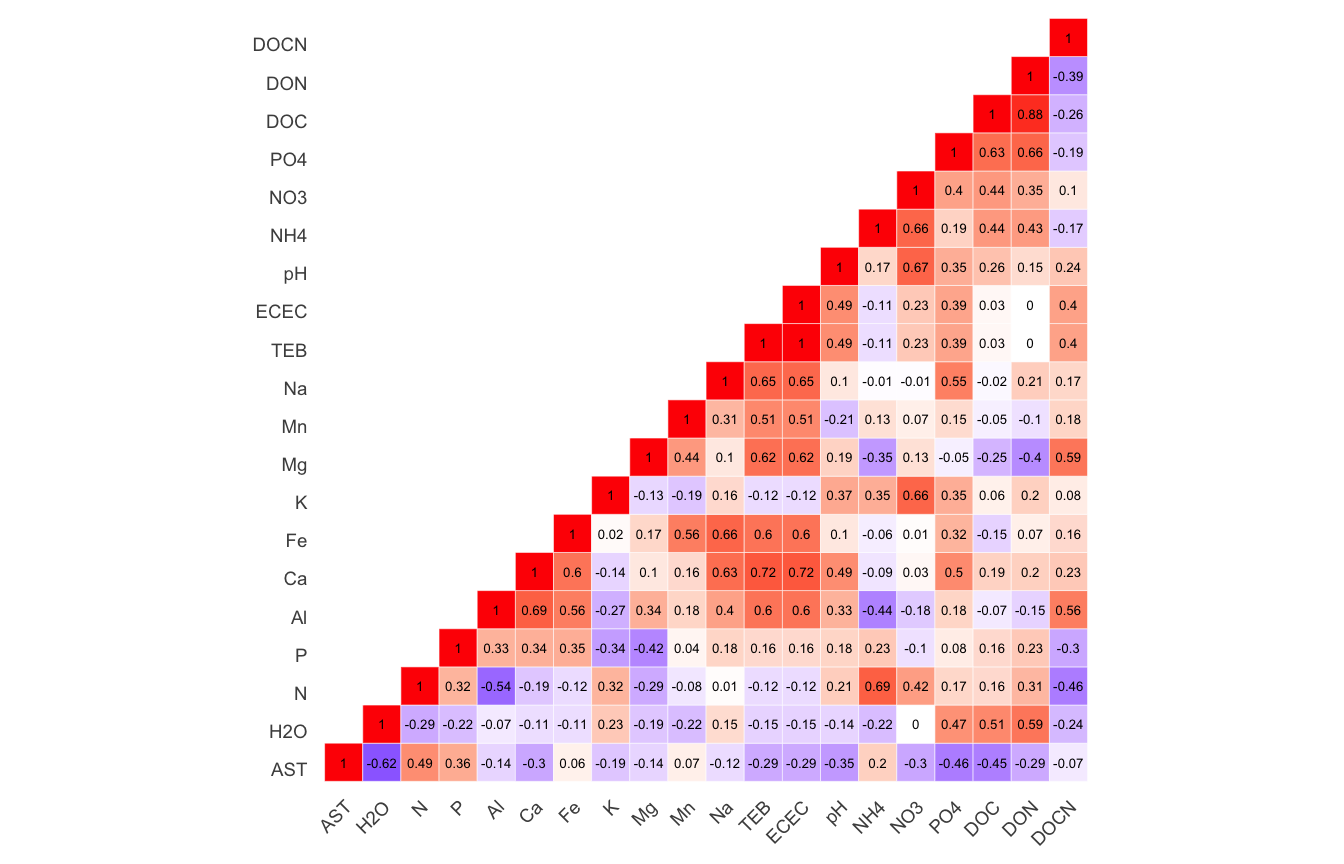 DOCN 1
DON 1 -0.39
DOC 1 0.88 -0.26
PO4 1 0.63 0.66 -0.19
NO3 1 0.4 0.44 0.35 0.1
NH4 1 0.66 0.19 0.44 0.43 -0.17
pH 1 0.17 0.67 0.35 0.26 0.15 0.24
ECEC 1 0.49 -0.11 0.23 0.39 0.03 0 0.4
TEB 1 1 0.49 -0.11 0.23 0.39 0.03 0 0.4
Na 1 0.65 0.65 0.1 -0.01 -0.01 0.55 -0.02 0.21 0.17
Mn 1 0.31 0.51 0.51 -0.21 0.13 0.07 0.15 -0.05 -0.1 0.18
Mg 1 0.44 0.1 0.62 0.62 0.19 -0.35 0.13 -0.05 -0.25 -0.4 0.59
K 1 -0.13 -0.19 0.16 -0.12 -0.12 0.37 0.35 0.66 0.35 0.06 0.2 0.08
Fe 1 0.02 0.17 0.56 0.66 0.6 0.6 0.1 -0.06 0.01 0.32 -0.15 0.07 0.16
Ca 1 0.6 -0.14 0.1 0.16 0.63 0.72 0.72 0.49 -0.09 0.03 0.5 0.19 0.2 0.23
Al 1 0.69 0.56 -0.27 0.34 0.18 0.4 0.6 0.6 0.33 -0.44 -0.18 0.18 -0.07 -0.15 0.56
P 1 0.33 0.34 0.35 -0.34 -0.42 0.04 0.18 0.16 0.16 0.18 0.23 -0.1 0.08 0.16 0.23 -0.3
N 1 0.32 -0.54 -0.19 -0.12 0.32 -0.29 -0.08 0.01 -0.12 -0.12 0.21 0.69 0.42 0.17 0.16 0.31 -0.46
H2O 1 -0.29 -0.22 -0.07 -0.11 -0.11 0.23 -0.19 -0.22 0.15 -0.15 -0.15 -0.14 -0.22 0 0.47 0.51 0.59 -0.24
AST 1 -0.62 0.49 0.36 -0.14 -0.3 0.06 -0.19 -0.14 0.07 -0.12 -0.29 -0.29 -0.35 0.2 -0.3 -0.46 -0.45 -0.29 -0.07
AST H2O N P Al Ca Fe K Mg Mn Na TEB ECEC pH NH4 NO3 PO4 DOC DON DOCN